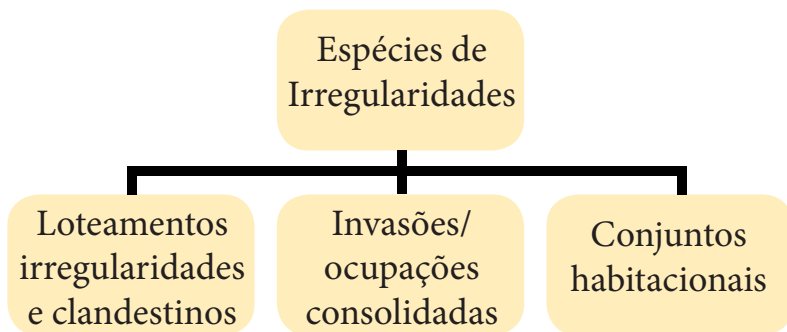 Espécies de
Irregularidades
Loteamentos
irregularidades
e clandestinos
Invasões/
ocupações
consolidadas
Conjuntos
habitacionais